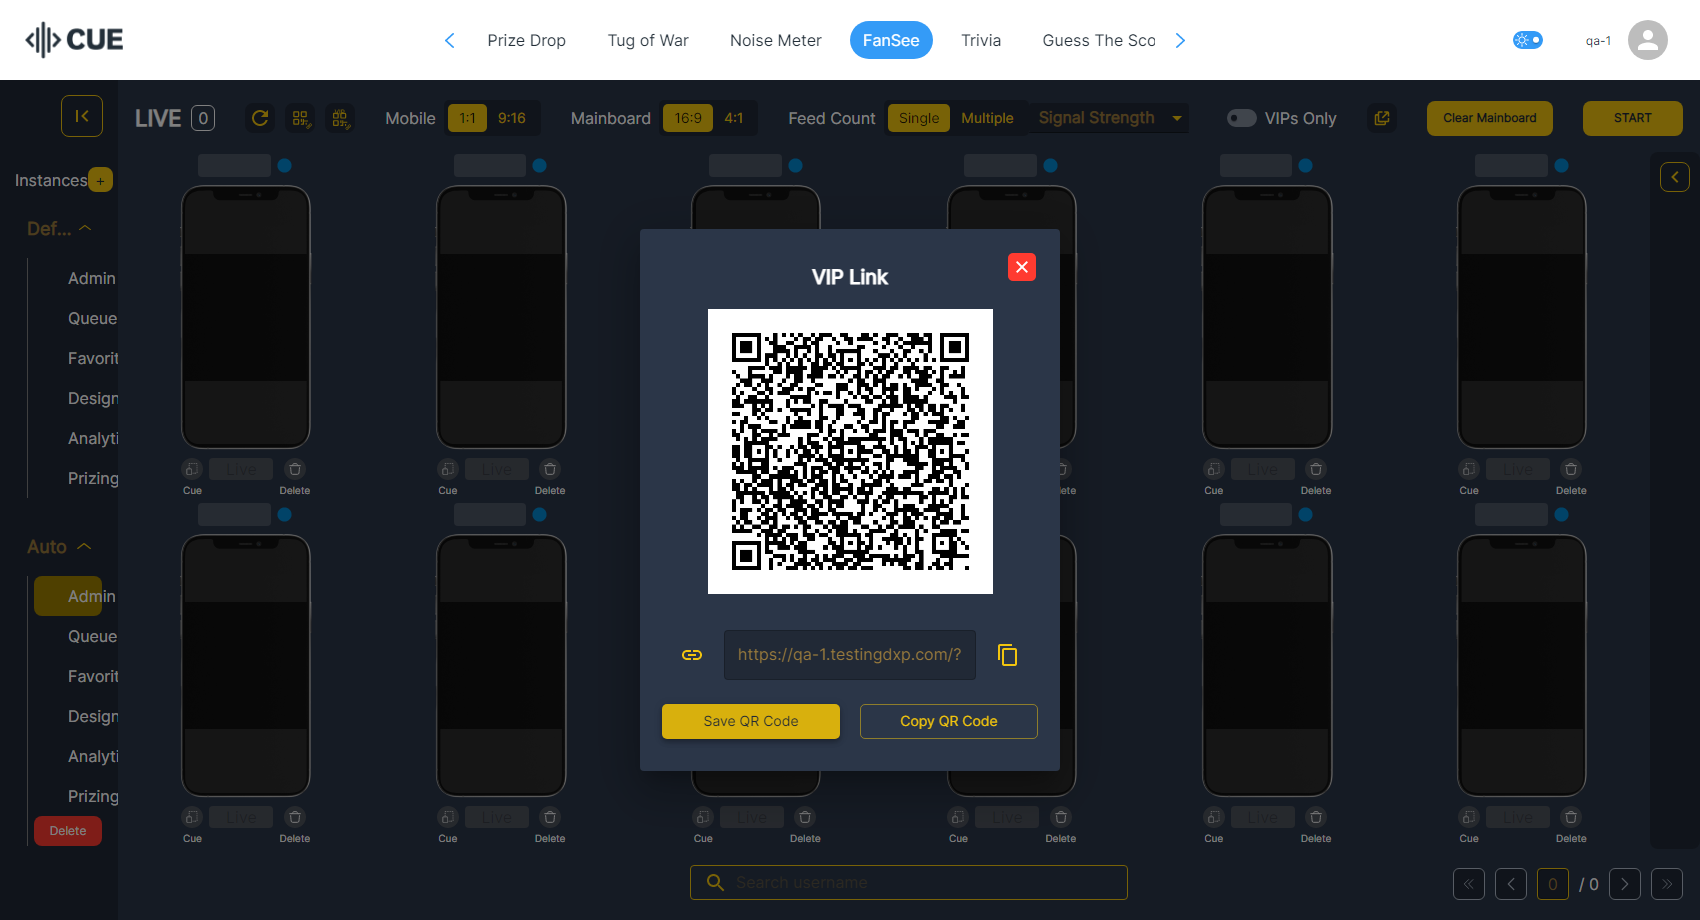 CUE
Prize Drop
Tug of War
Noise Meter
FanSee
Trivia
Guess The Sco
qa-1
LIVE 0
Mobile 1:1 9:16
Mainboard 16:9 4:1
Feed Count Single Multiple
Signal Strength
VIPs Only
Clear Mainboard
START
Instances +
Def...
Admin
Queue
Favorit
Design
Analyti
Prizing
Auto
Admin
Queue
Favorit
Design
Analyti
Prizing
Delete
Live
Cue Delete
Live
Cue Delete
lete
Live
Cue Delete
Live
Cue Delete
VIP Link
https://qa-1.testingdxp.com/?
Save QR Code
Copy QR Code
Live
Cue Delete
Live
Cue Delete
Live
Cue Delete
Live
Cue Delete
Live
Cue Delete
Live
Cue Delete
Search username
0 / 0